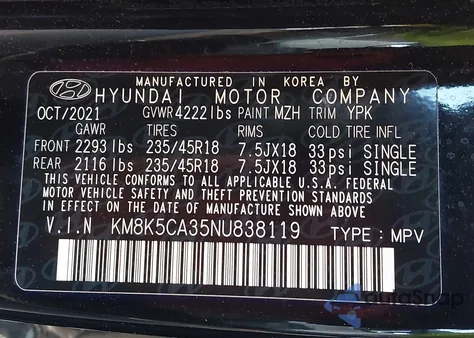 MANUFACTURED IN KOREA BY
HYUNDAI MOTOR COMPANY
OCT/2021 GVWR 4222 lbs PAINT MZH TRIM YPK
GAWR TIRES RIMS COLD TIRE INFL
FRONT 2293 lbs 235/45R18 7.5JX18 33psi SINGLE
REAR 2116 lbs 235/45R18 7.5JX18 33psi SINGLE
THIS VEHICLE CONFORMS TO ALL APPLICABLE U.S.A. FEDERAL
MOTOR VEHICLE SAFETY AND THEFT PREVENTION STANDARDS
IN EFFECT ON THE DATE OF MANUFACTURE SHOWN ABOVE
V.I.N KM8K5CA35NU838119 TYPE : MPV
AutoSnap